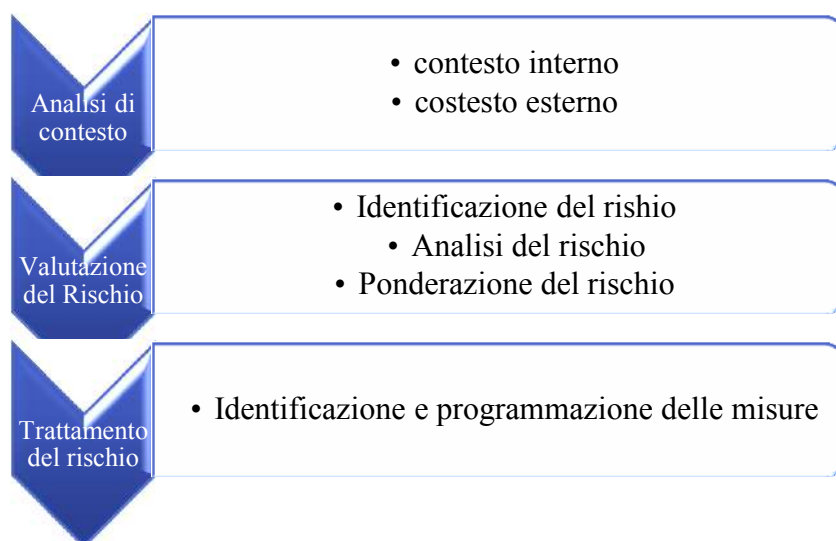 Analisi di
contesto
• contesto interno
• costesto esterno
Valutazione
del Rischio
• Identificazione del rishio
• Analisi del rischio
• Ponderazione del rischio
Trattamento
del rischio
• Identificazione e programmazione delle misure